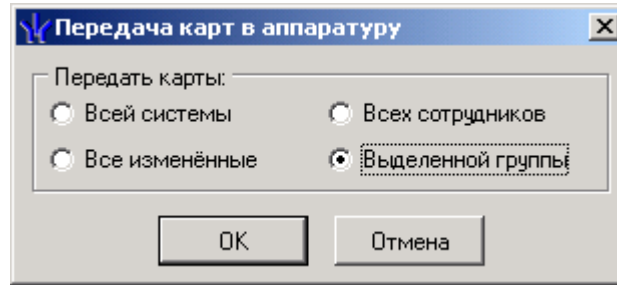 Передача карт в аппаратуру
Передать карты:
Всей системы
Всех сотрудников
Все изменённые
Выделенной группы
OK
Отмена